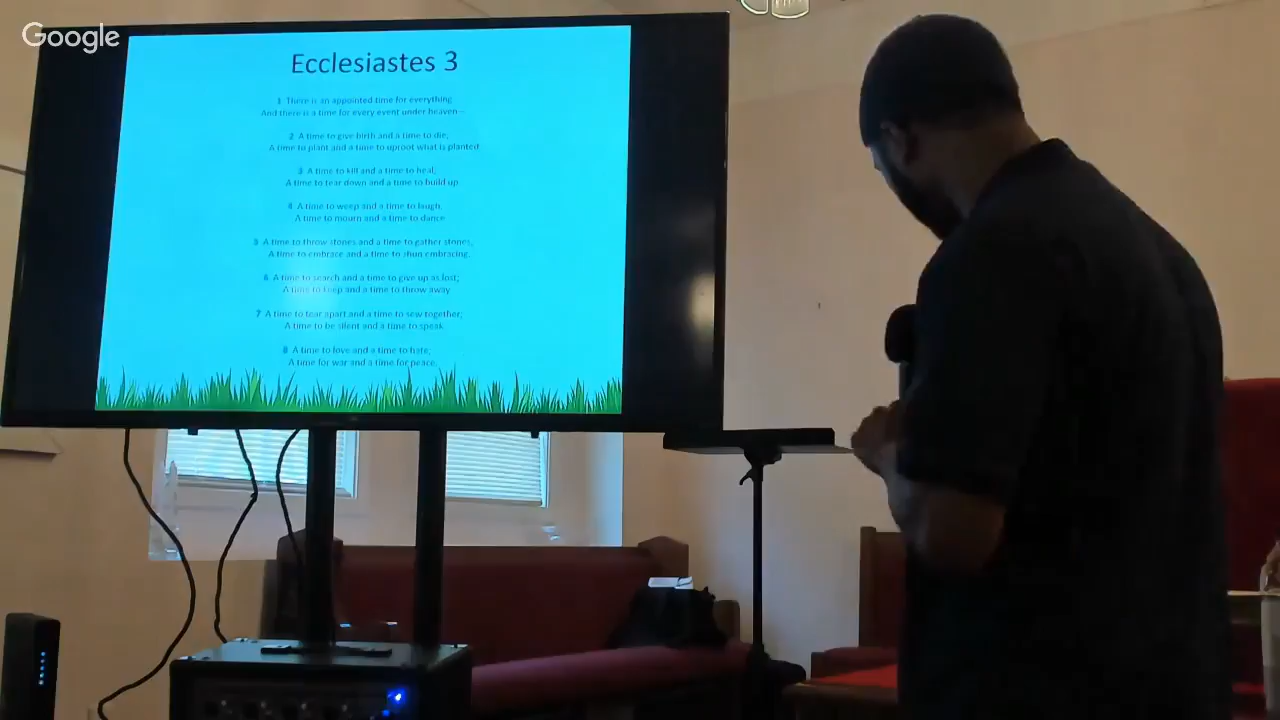 Google
Ecclesiastes 3
1 There is an appointed time for everything.
And there is a time for every event under heaven--
2 A time to give birth and a time to die;
A time to plant and a time to uproot what is planted.
3 A time to kill and a time to heal;
A time to tear down and a time to build up.
4 A time to weep and a time to laugh;
A time to mourn and a time to dance.
5 A time to throw stones and a time to gather stones;
A time to embrace and a time to shun embracing.
6 A time to search and a time to give up as lost;
A time to keep and a time to throw away.
7 A time to tear apart and a time to sew together;
A time to be silent and a time to speak.
8 A time to love and a time to hate;
A time for war and a time for peace.